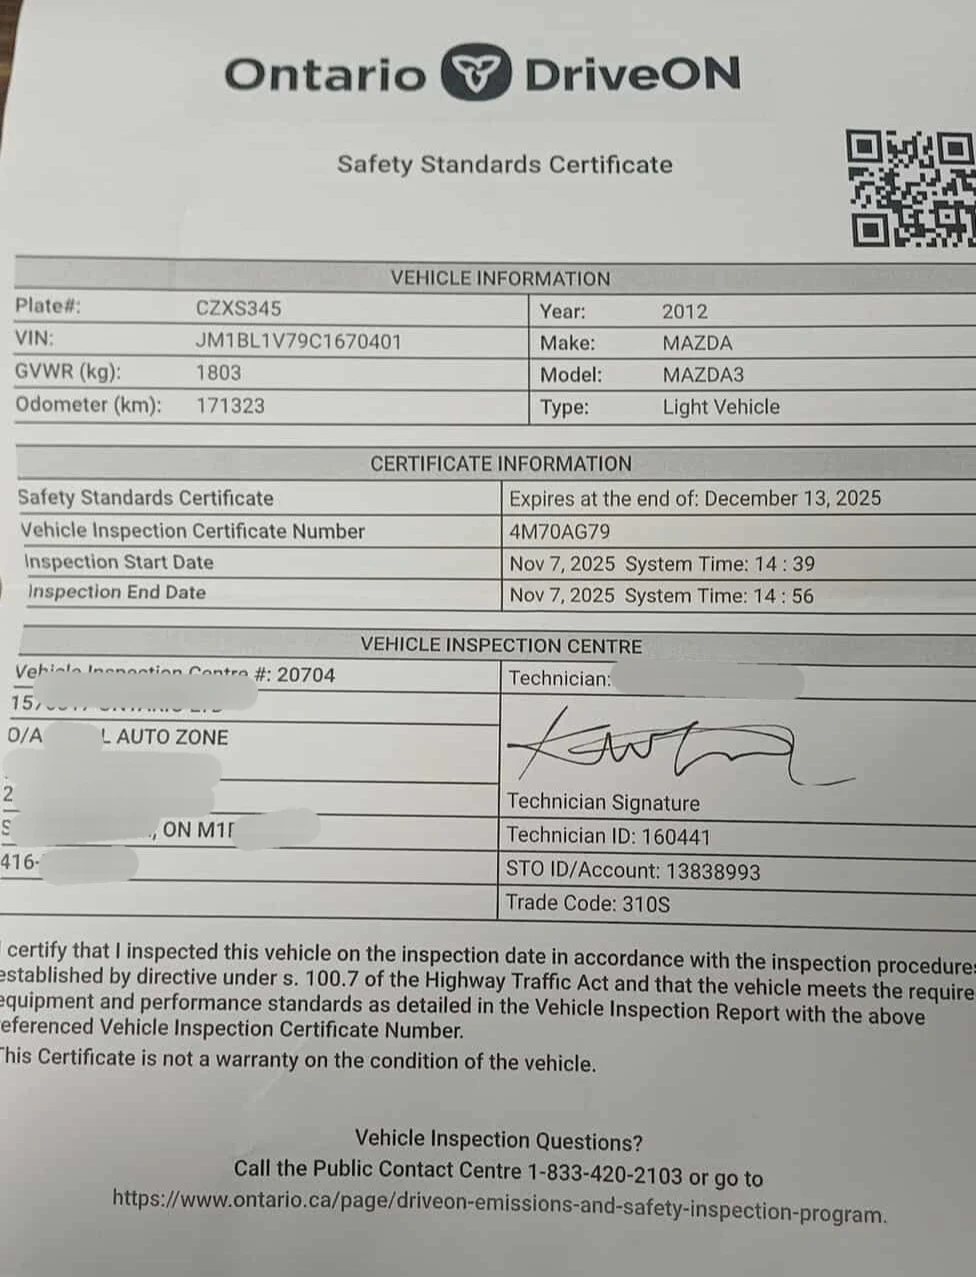 Ontario DriveON
Safety Standards Certificate
VEHICLE INFORMATION
Plate#: CZXS345 Year: 2012
VIN: JM1BL1V79C1670401 Make: MAZDA
GVWR (kg): 1803 Model: MAZDA3
Odometer (km): 171323 Type: Light Vehicle
CERTIFICATE INFORMATION
Safety Standards Certificate Expires at the end of: December 13, 2025
Vehicle Inspection Certificate Number 4M70AG79
Inspection Start Date Nov 7, 2025 System Time: 14 : 39
Inspection End Date Nov 7, 2025 System Time: 14 : 56
VEHICLE INSPECTION CENTRE
Vehicle Inspection Centre #: 20704 Technician:
O/A L AUTO ZONE
Technician Signature
2
S , ON M1 Technician ID: 160441
416- STO ID/Account: 13838993
Trade Code: 310S
certify that I inspected this vehicle on the inspection date in accordance with the inspection procedure
established by directive under s. 100.7 of the Highway Traffic Act and that the vehicle meets the require
equipment and performance standards as detailed in the Vehicle Inspection Report with the above
eferenced Vehicle Inspection Certificate Number.
This Certificate is not a warranty on the condition of the vehicle.
Vehicle Inspection Questions?
Call the Public Contact Centre 1-833-420-2103 or go to
https://www.ontario.ca/page/driveon-emissions-and-safety-inspection-program.